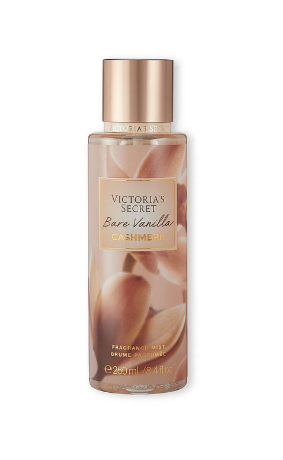 VICTORIA'S
SECRET
Bare Vanilla
CASHMERE
FRAGRANCE MIST
BRUME PARFUMÉE
℮ 250 ml / 8.4 fl oz